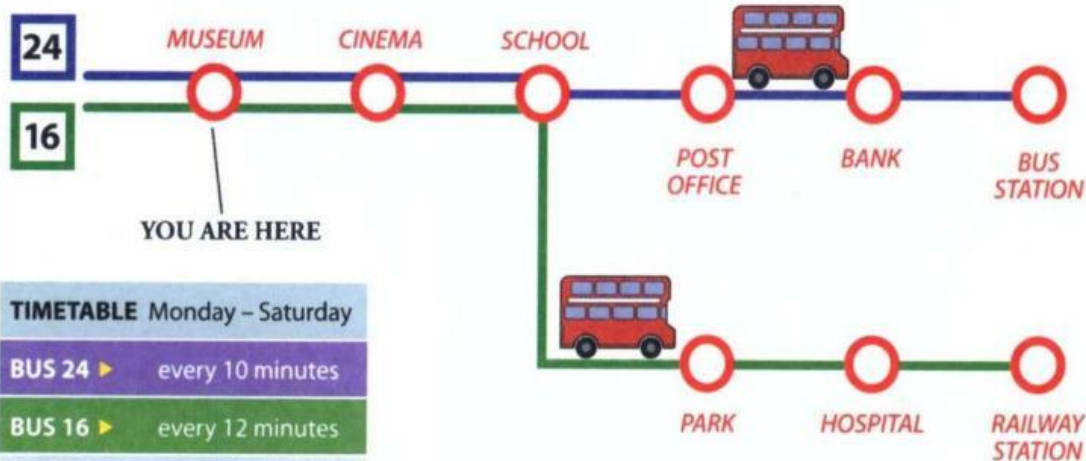 24
MUSEUM
CINEMA
SCHOOL
16
POST
OFFICE
BANK
BUS
STATION
YOU ARE HERE
TIMETABLE Monday – Saturday
BUS 24 ► every 10 minutes
BUS 16 ► every 12 minutes
PARK
HOSPITAL
RAILWAY
STATION